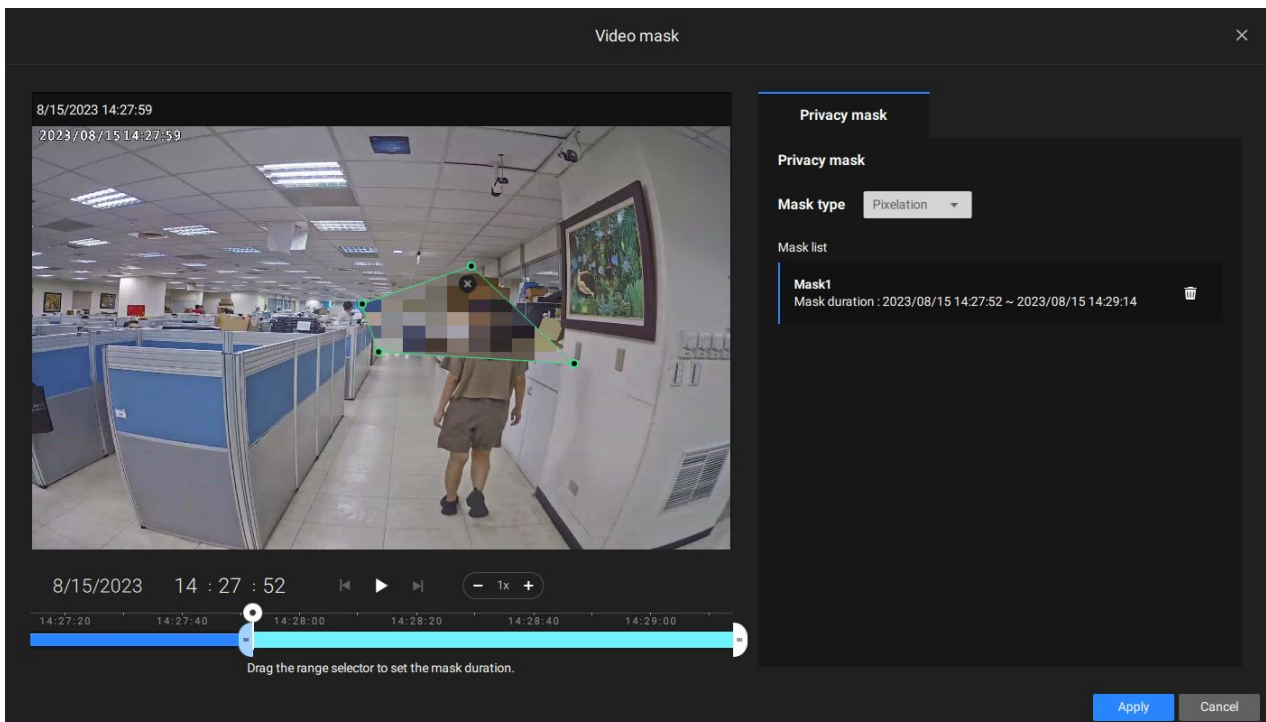 Video mask
8/15/2023 14:27:59
2023/08/15 14:27:59
Privacy mask
Privacy mask
Mask type Pixelation
Mask list
Mask1
Mask duration : 2023/08/15 14:27:52 ~ 2023/08/15 14:29:14
8/15/2023 14 : 27 : 52 1x
14:27:20 14:27:40 14:28:00 14:28:20 14:28:40 14:29:00
Drag the range selector to set the mask duration.
Apply Cancel